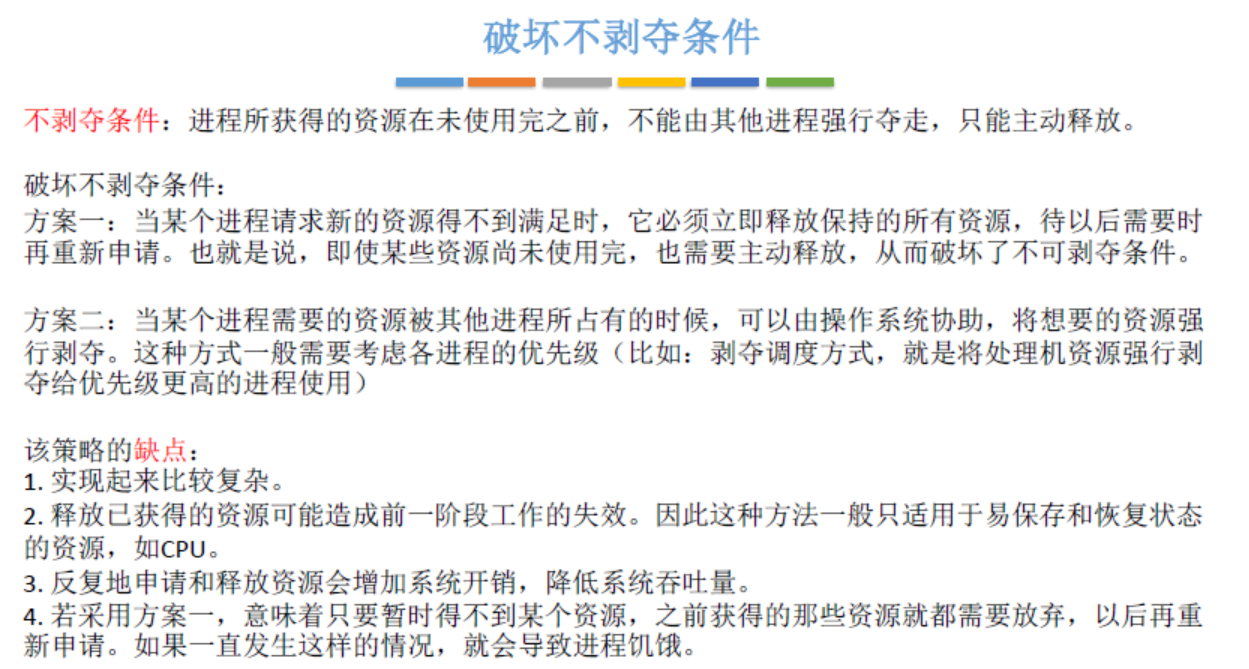 破坏不剥夺条件
不剥夺条件：进程所获得的资源在未使用完之前，不能由其他进程强行夺走，只能主动释放。
破坏不剥夺条件：
方案一：当某个进程请求新的资源得不到满足时，它必须立即释放保持的所有资源，待以后需要时
再重新申请。也就是说，即使某些资源尚未使用完，也需要主动释放，从而破坏了不可剥夺条件。
方案二：当某个进程需要的资源被其他进程所占有的时候，可以由操作系统协助，将想要的资源强
行剥夺。这种方式一般需要考虑各进程的优先级（比如：剥夺调度方式，就是将处理机资源强行剥
夺给优先级更高的进程使用）
该策略的缺点：
1. 实现起来比较复杂。
2. 释放已获得的资源可能造成前一阶段工作的失效。因此这种方法一般只适用于易保存和恢复状态
的资源，如CPU。
3. 反复地申请和释放资源会增加系统开销，降低系统吞吐量。
4. 若采用方案一，意味着只要暂时得不到某个资源，之前获得的那些资源就都需要放弃，以后再重
新申请。如果一直发生这样的情况，就会导致进程饥饿。